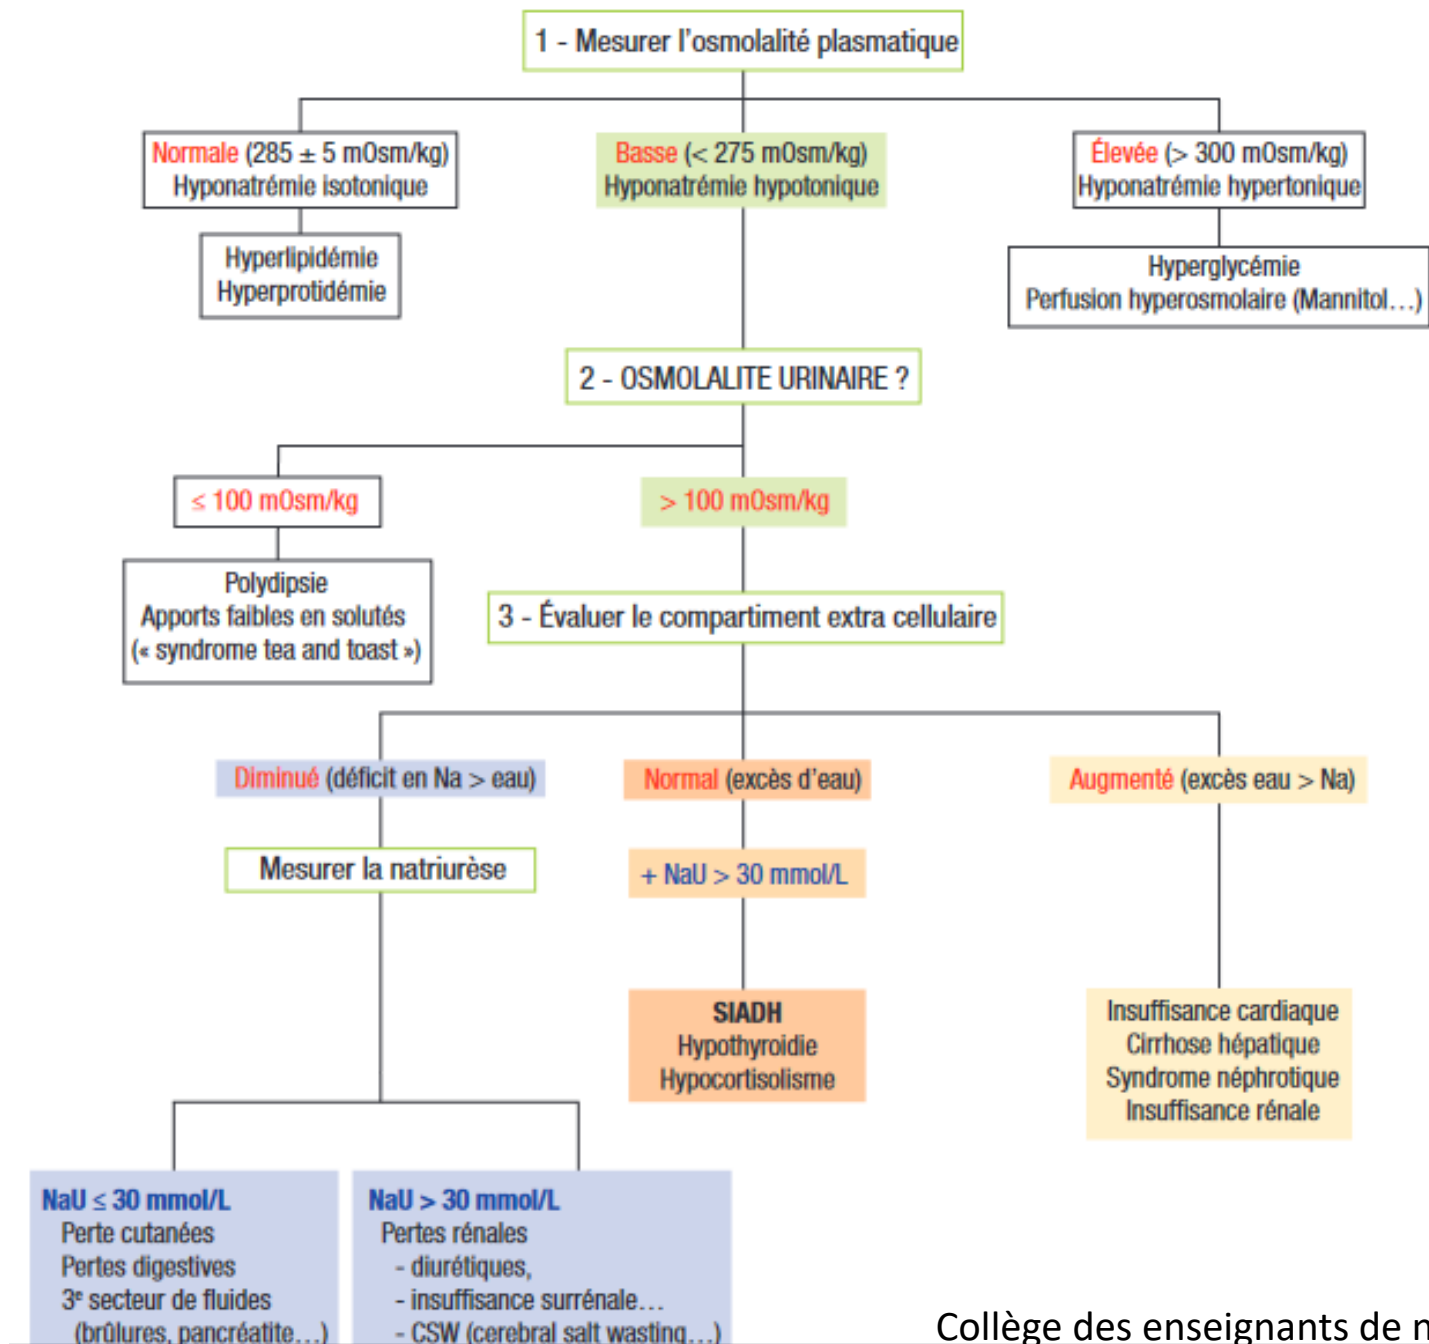 1 - Mesurer l'osmolalité plasmatique
Normale (285 ± 5 mOsm/kg)
Hyponatrémie isotonique
Basse (< 275 mOsm/kg)
Hyponatrémie hypotonique
Élevée (> 300 mOsm/kg)
Hyponatrémie hypertonique
Hyperlipidémie
Hyperprotidémie
Hyperglycémie
Perfusion hyperosmolaire (Mannitol…)
2 - OSMOLALITE URINAIRE ?
≤ 100 mOsm/kg
> 100 mOsm/kg
Polydipsie
Apports faibles en solutés
(« syndrome tea and toast »)
3 - Évaluer le compartiment extra cellulaire
Diminué (déficit en Na > eau)
Normal (excès d'eau)
Augmenté (excès eau > Na)
Mesurer la natriurèse
+ NaU > 30 mmol/L
SIADH
Hypothyroidie
Hypocortisolisme
Insuffisance cardiaque
Cirrhose hépatique
Syndrome néphrotique
Insuffisance rénale
NaU ≤ 30 mmol/L
Perte cutanées
Pertes digestives
3e secteur de fluides
(brûlures, pancréatite…)
NaU > 30 mmol/L
Pertes rénales
- diurétiques,
- insuffisance surrénale…
- CSW (cerebral salt wasting…)
Collège des enseignants de